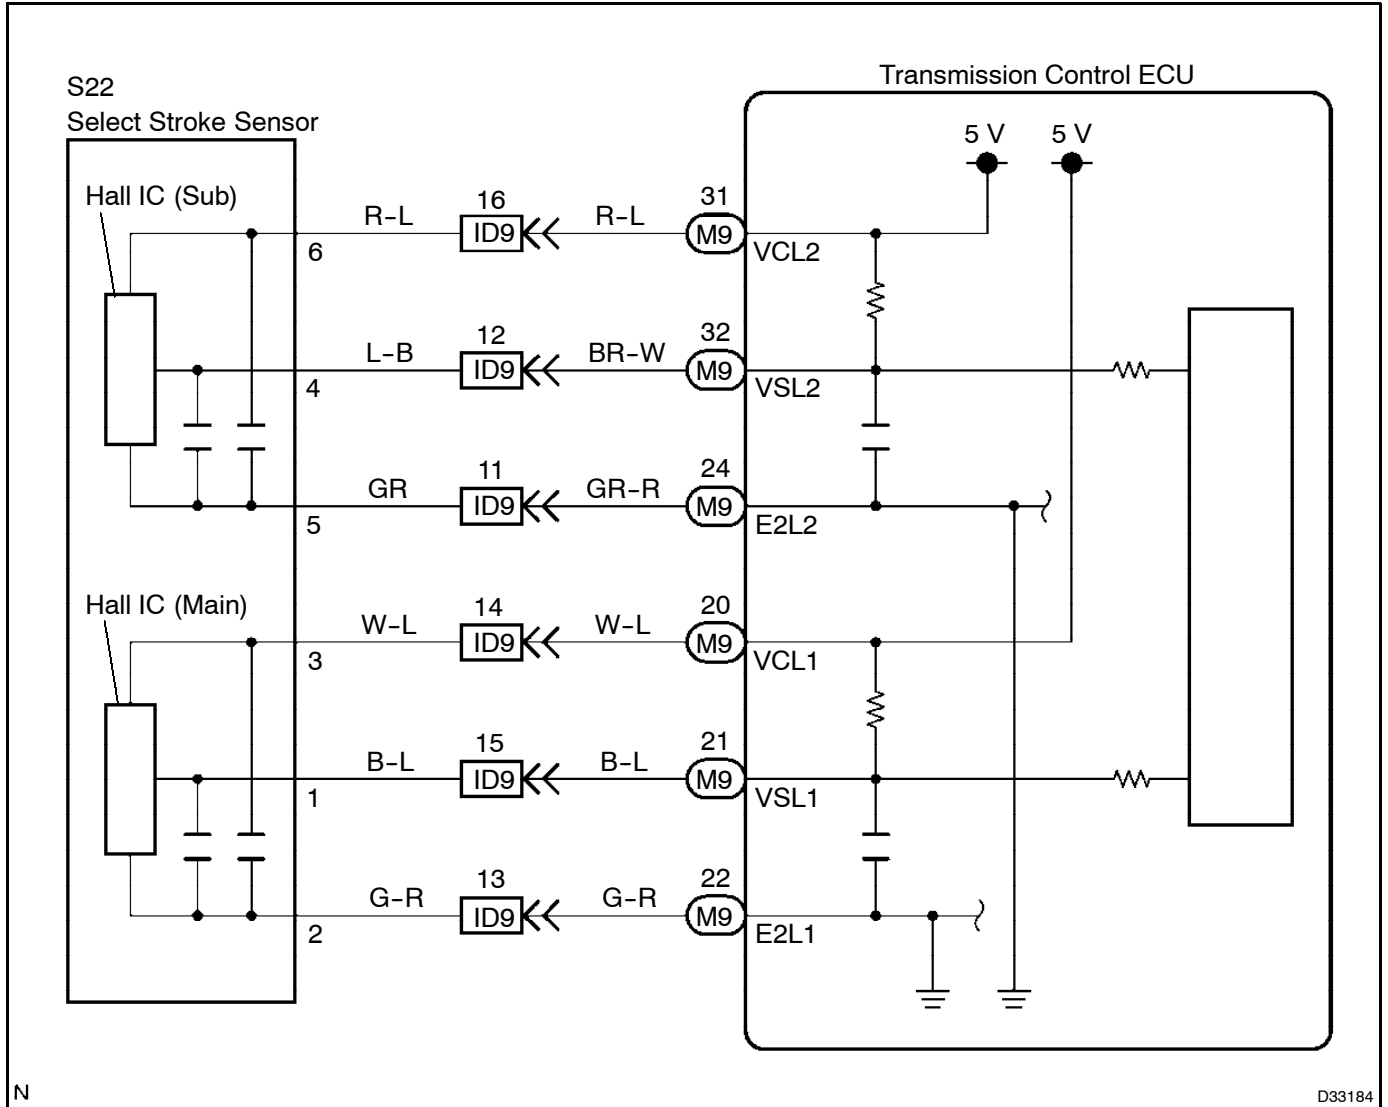 S22
Select Stroke Sensor
Transmission Control ECU
5 V 5 V
Hall IC (Sub)
6 R-L 16 ID9 R-L 31 M9 VCL2
4 L-B 12 ID9 BR-W 32 M9 VSL2
5 GR 11 ID9 GR-R 24 M9 E2L2
Hall IC (Main)
3 W-L 14 ID9 W-L 20 M9 VCL1
1 B-L 15 ID9 B-L 21 M9 VSL1
2 G-R 13 ID9 G-R 22 M9 E2L1
N
D33184